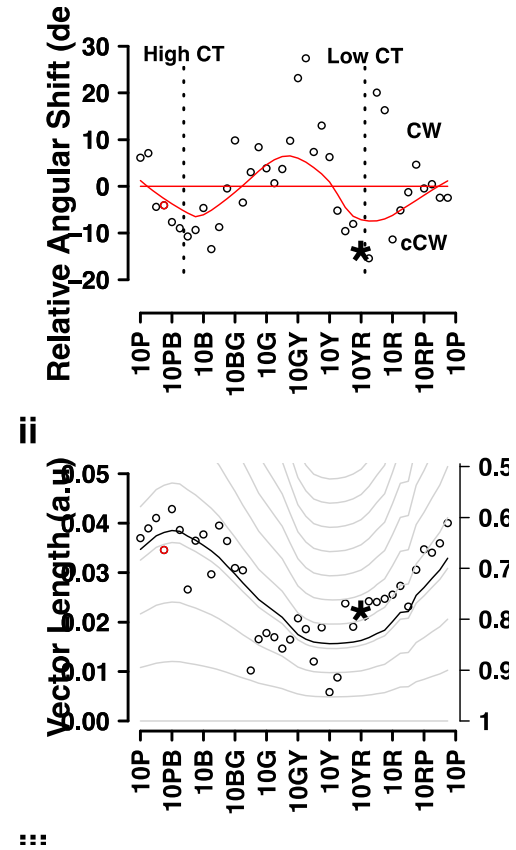 Relative Angular Shift (de
30
20
10
0
−10
−20
High CT
Low CT
CW
cCW
10P
10PB
10B
10BG
10G
10GY
10Y
10YR
10R
10RP
10P
ii
Vector Length (a.u)
0.05
0.04
0.03
0.02
0.01
0.00
0.5
0.6
0.7
0.8
0.9
1
10P
10PB
10B
10BG
10G
10GY
10Y
10YR
10R
10RP
10P
iii